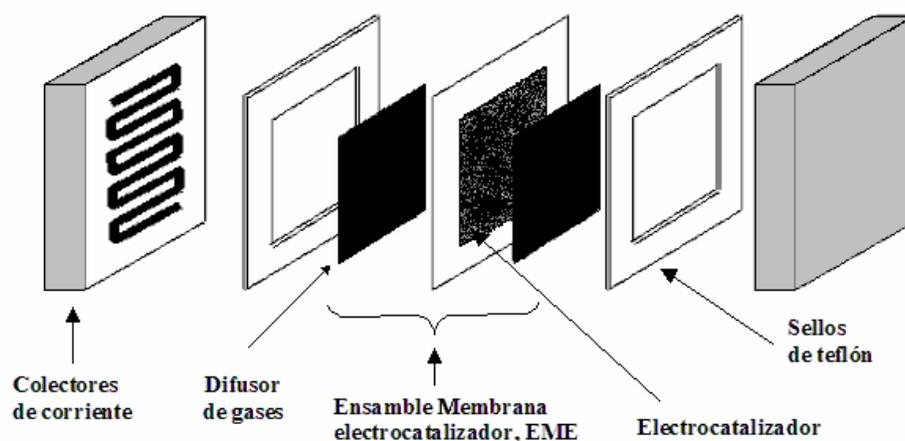 Colectores
de corriente
Difusor
de gases
Ensamble Membrana
electrocatalizador, EME
Electrocatalizador
Sellos
de teflón